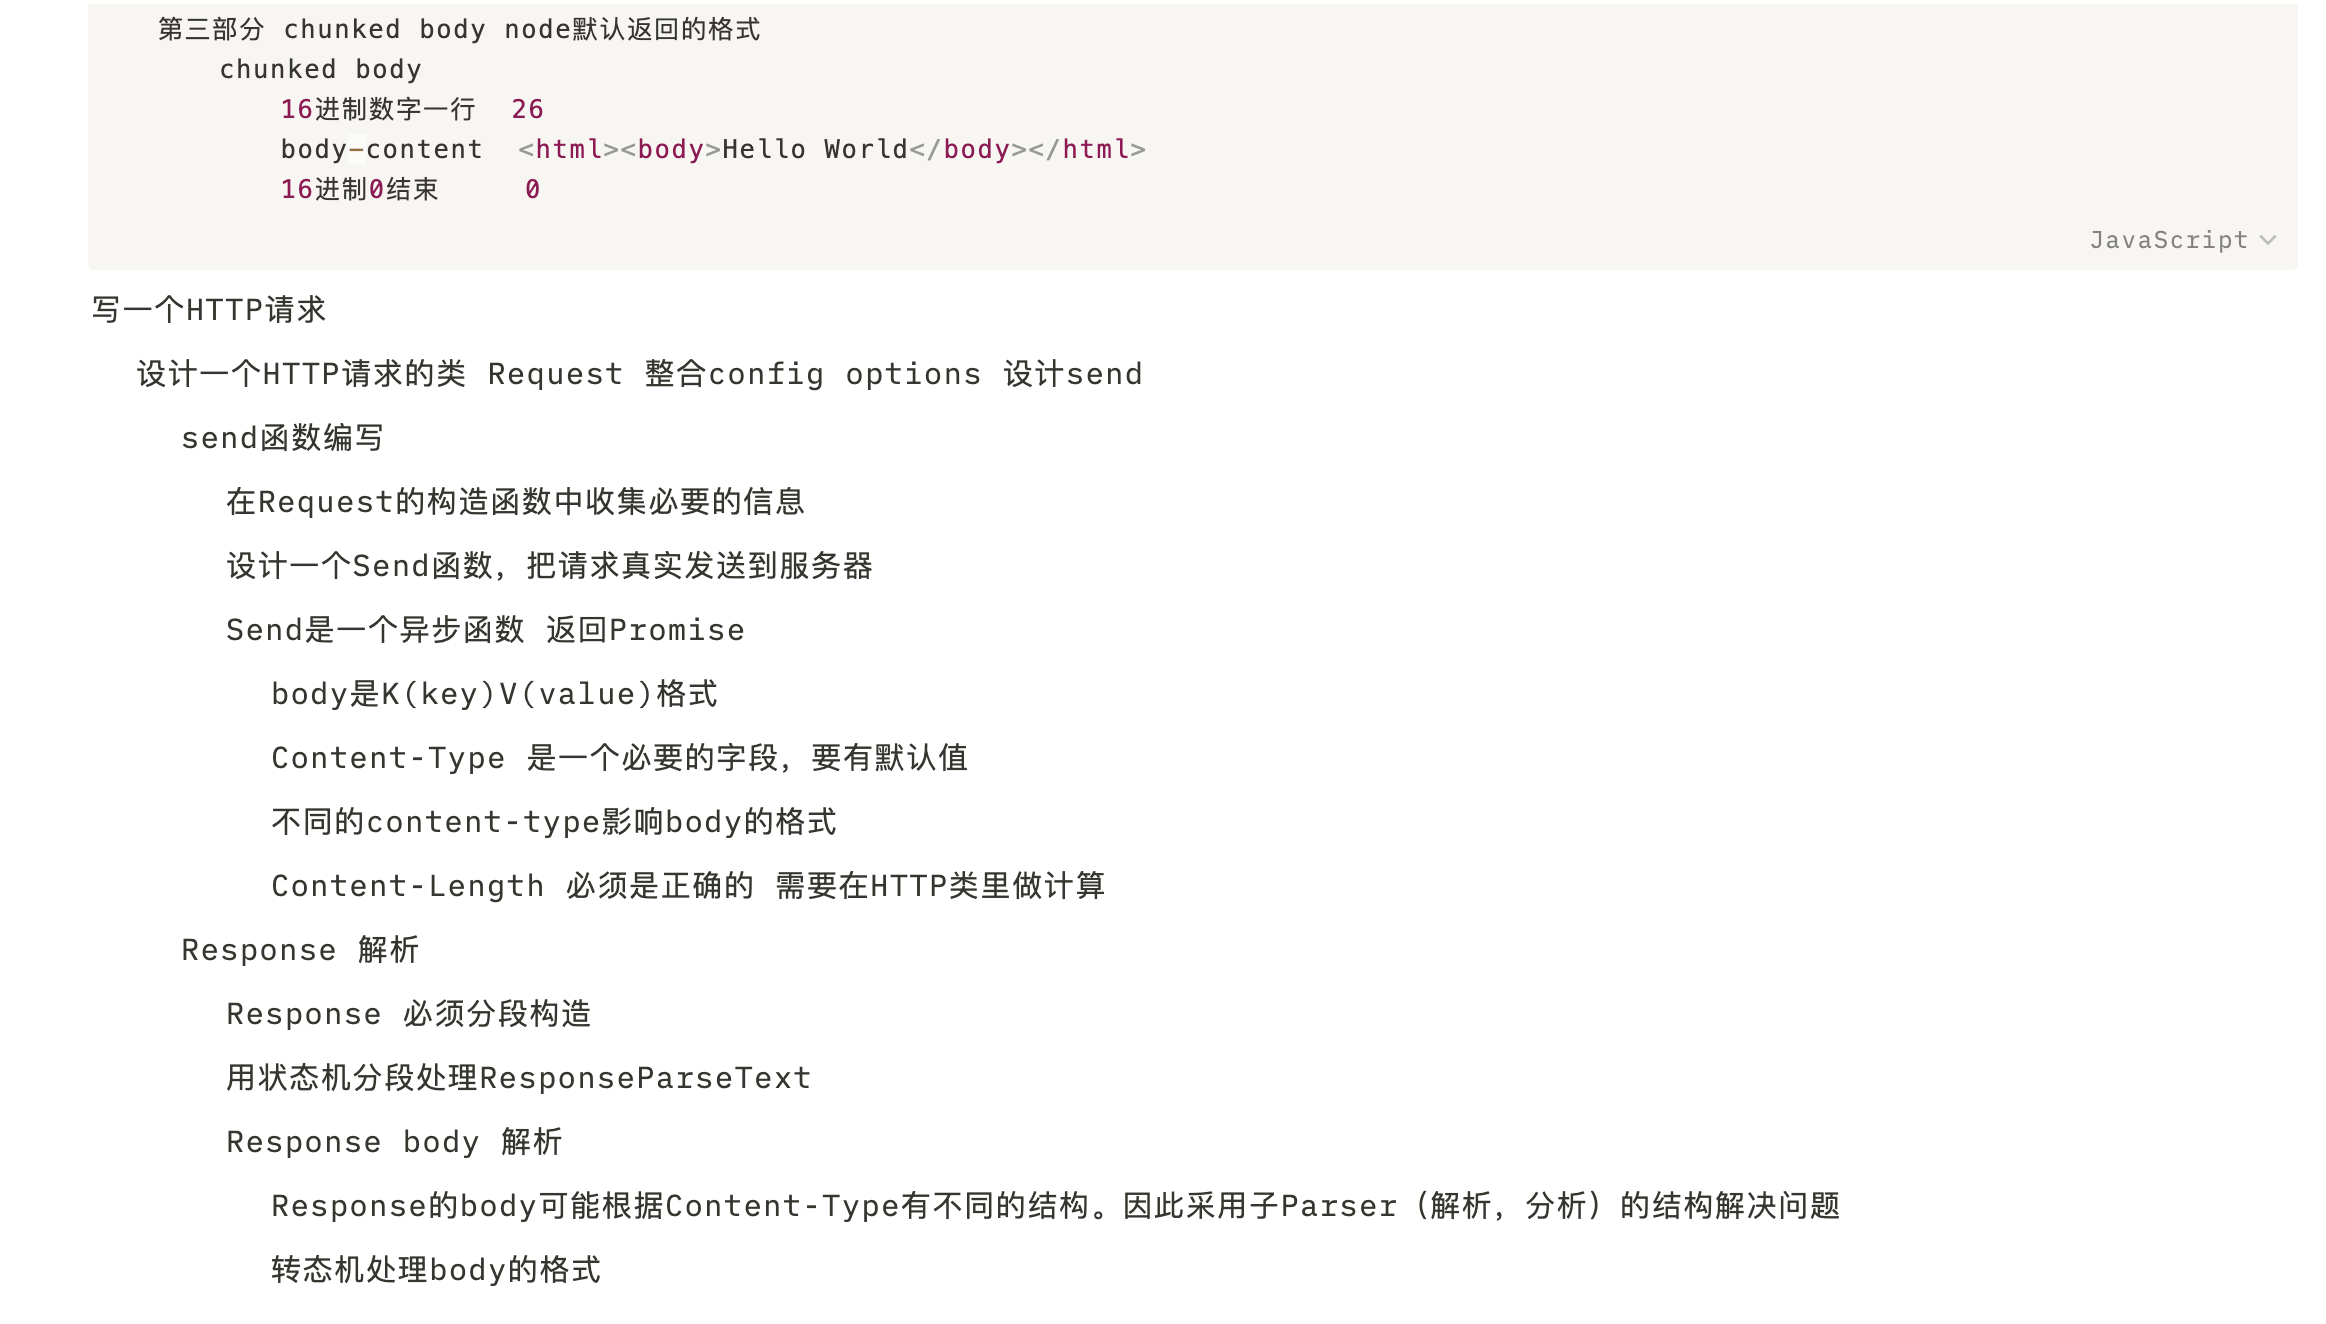 第三部分 chunked body node默认返回的格式
chunked body
16进制数字一行 26
body-content <html><body>Hello World</body></html>
16进制0结束 0
JavaScript
写一个HTTP请求
设计一个HTTP请求的类 Request 整合config options 设计send
send函数编写
在Request的构造函数中收集必要的信息
设计一个Send函数，把请求真实发送到服务器
Send是一个异步函数 返回Promise
body是K(key)V(value)格式
Content-Type 是一个必要的字段，要有默认值
不同的content-type影响body的格式
Content-Length 必须是正确的 需要在HTTP类里做计算
Response 解析
Response 必须分段构造
用状态机分段处理ResponseParseText
Response body 解析
Response的body可能根据Content-Type有不同的结构。因此采用子Parser（解析，分析）的结构解决问题
转态机处理body的格式